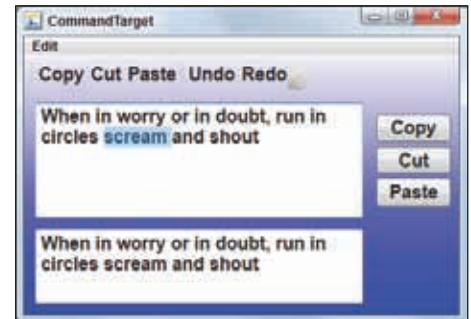 CommandTarget
Edit
Copy Cut Paste Undo Redo
When in worry or in doubt, run in
circles scream and shout
Copy
Cut
Paste
When in worry or in doubt, run in
circles scream and shout